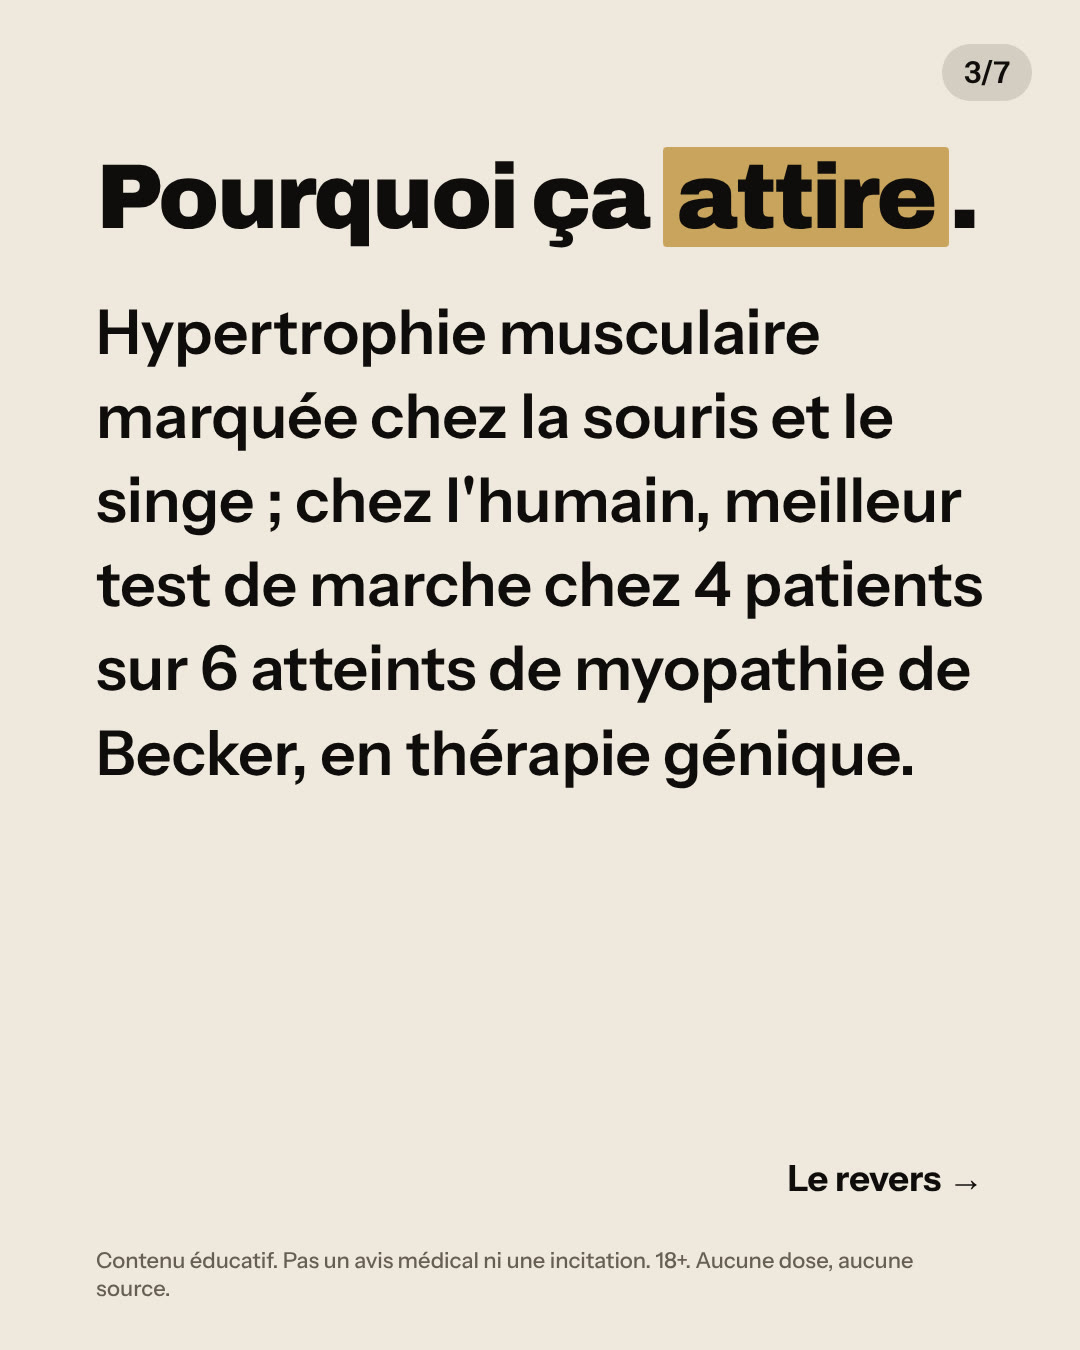 3/7
Pourquoi ça attire.
Hypertrophie musculaire
marquée chez la souris et le
singe ; chez l'humain, meilleur
test de marche chez 4 patients
sur 6 atteints de myopathie de
Becker, en thérapie génique.
Le revers →
Contenu éducatif. Pas un avis médical ni une incitation. 18+. Aucune dose, aucune
source.